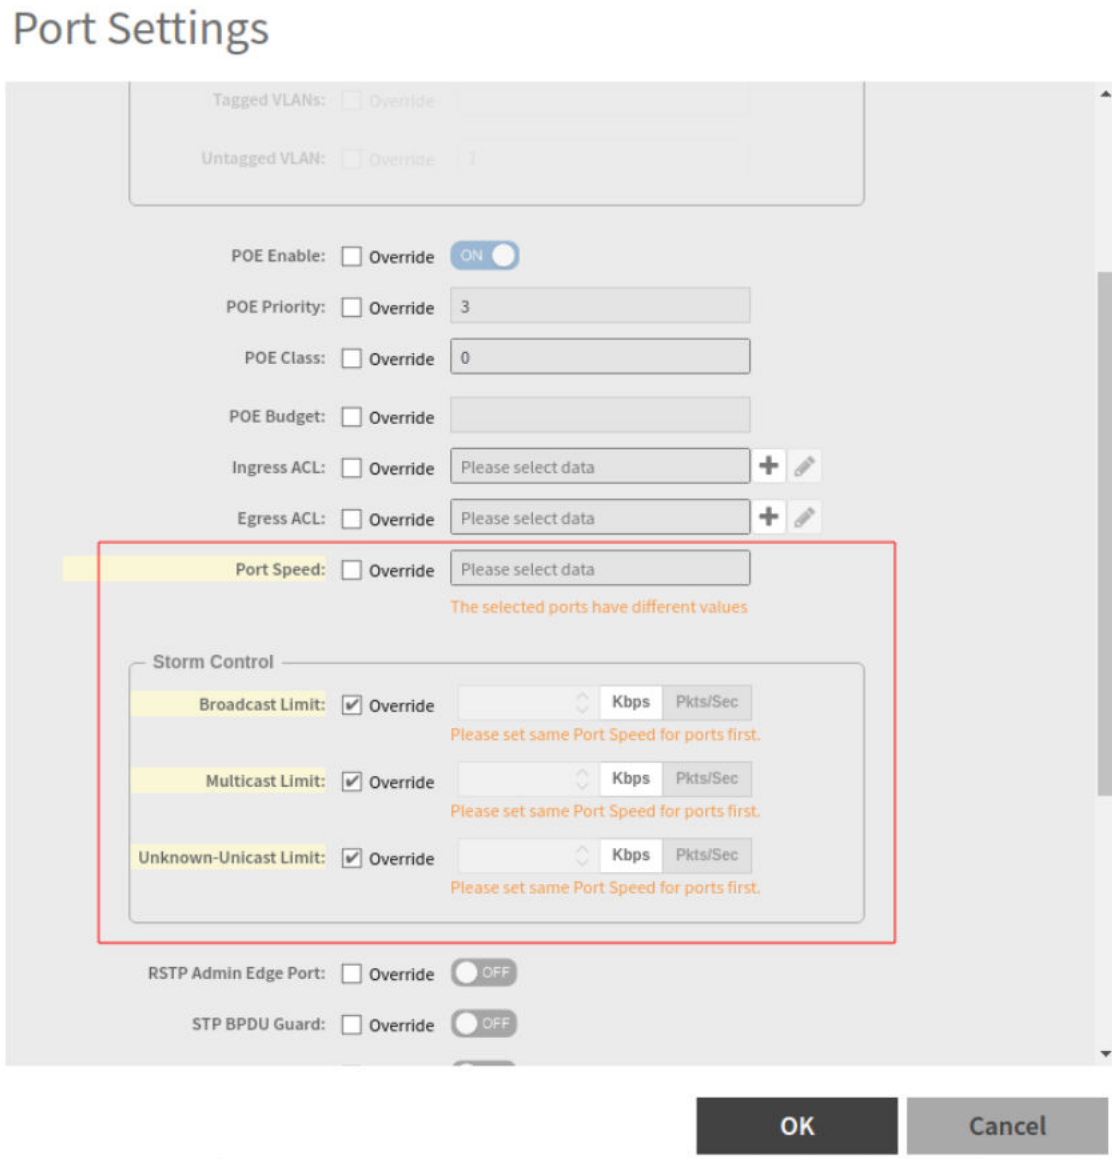 Port Settings
Tagged VLANs: Override
Untagged VLAN: Override 1
POE Enable: Override ON
POE Priority: Override 3
POE Class: Override 0
POE Budget: Override
Ingress ACL: Override Please select data
Egress ACL: Override Please select data
Port Speed: Override Please select data
The selected ports have different values
Storm Control
Broadcast Limit: Override Kbps Pkts/Sec
Please set same Port Speed for ports first.
Multicast Limit: Override Kbps Pkts/Sec
Please set same Port Speed for ports first.
Unknown-Unicast Limit: Override Kbps Pkts/Sec
Please set same Port Speed for ports first.
RSTP Admin Edge Port: Override OFF
STP BPDU Guard: Override OFF
OK Cancel